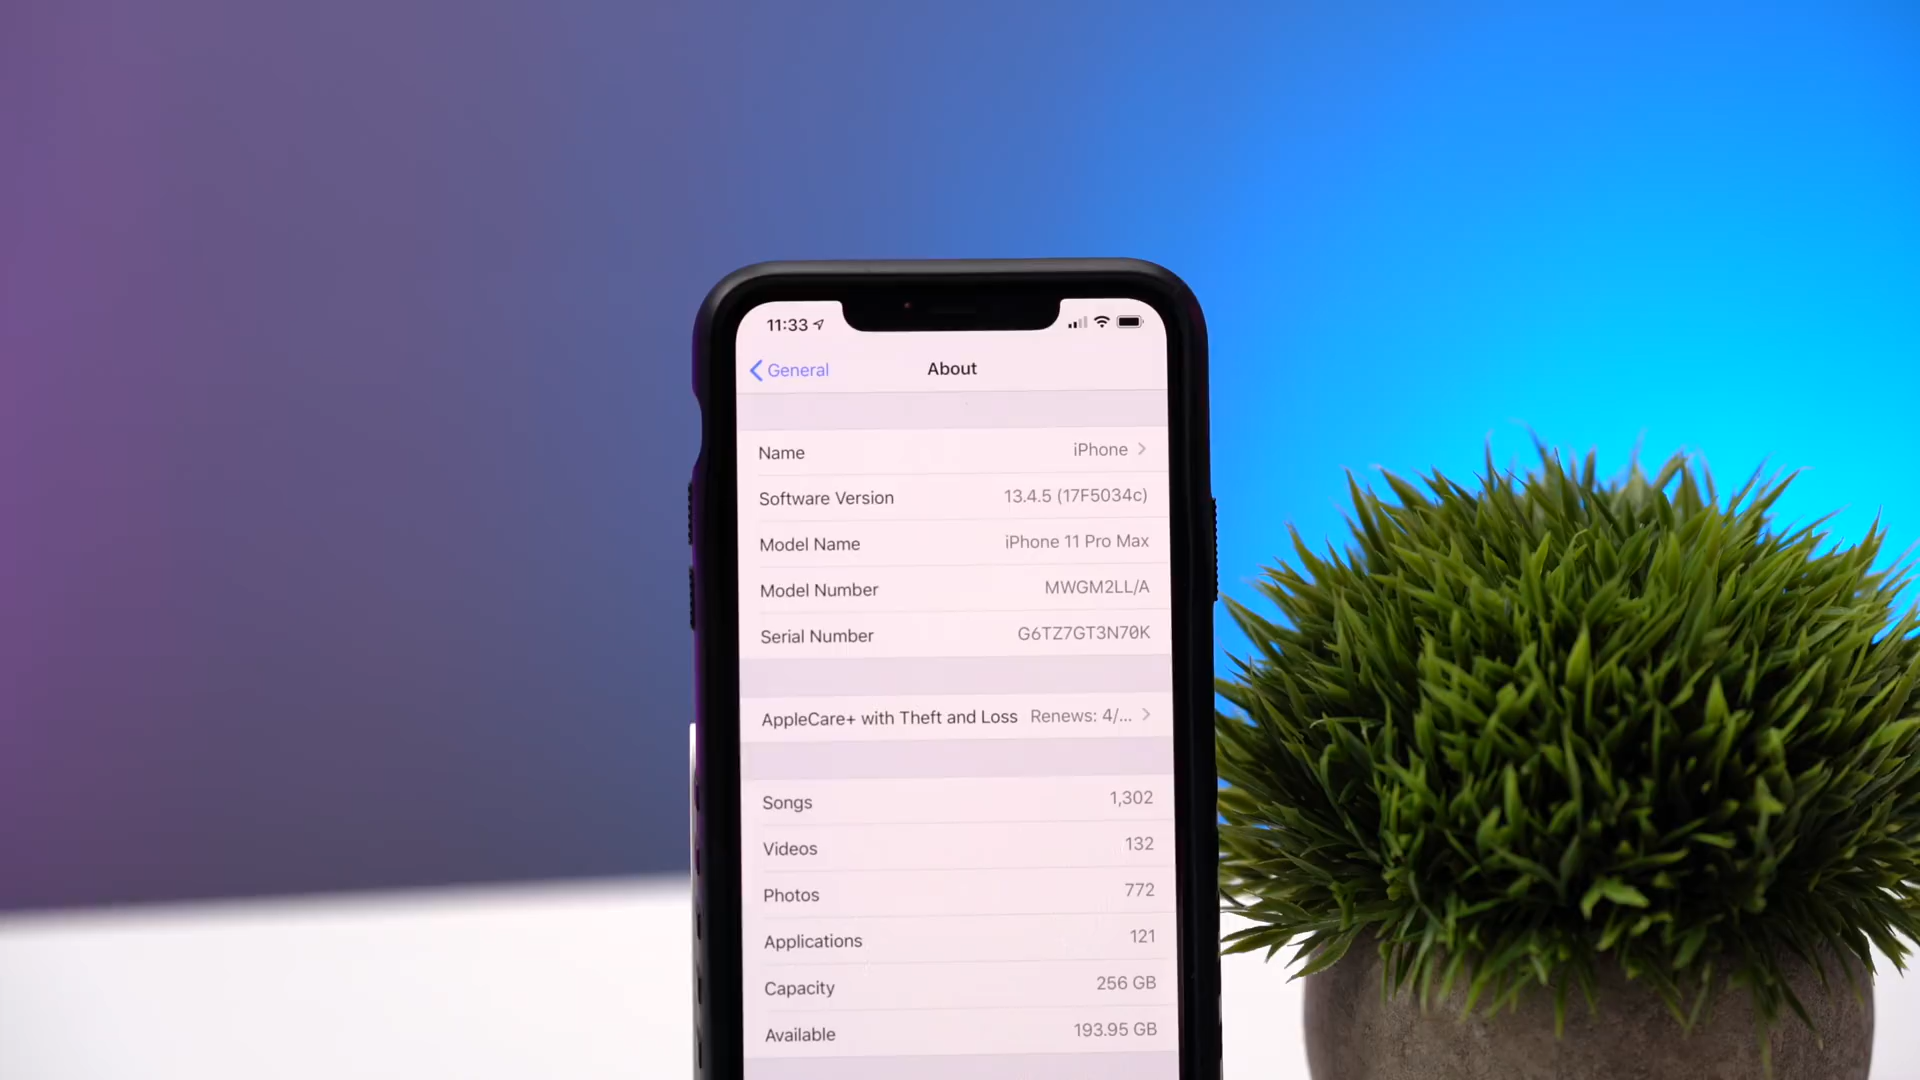 11:33
General About
Name iPhone
Software Version 13.4.5 (17F5034c)
Model Name iPhone 11 Pro Max
Model Number MWGM2LL/A
Serial Number G6TZ7GT3N70K
AppleCare+ with Theft and Loss Renews: 4/...
Songs 1,302
Videos 132
Photos 772
Applications 121
Capacity 256 GB
Available 193.95 GB